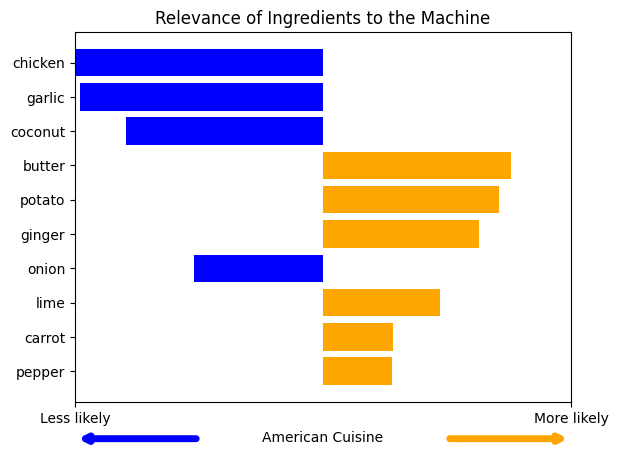 Relevance of Ingredients to the Machine
chicken
garlic
coconut
butter
potato
ginger
onion
lime
carrot
pepper
Less likely
More likely
American Cuisine